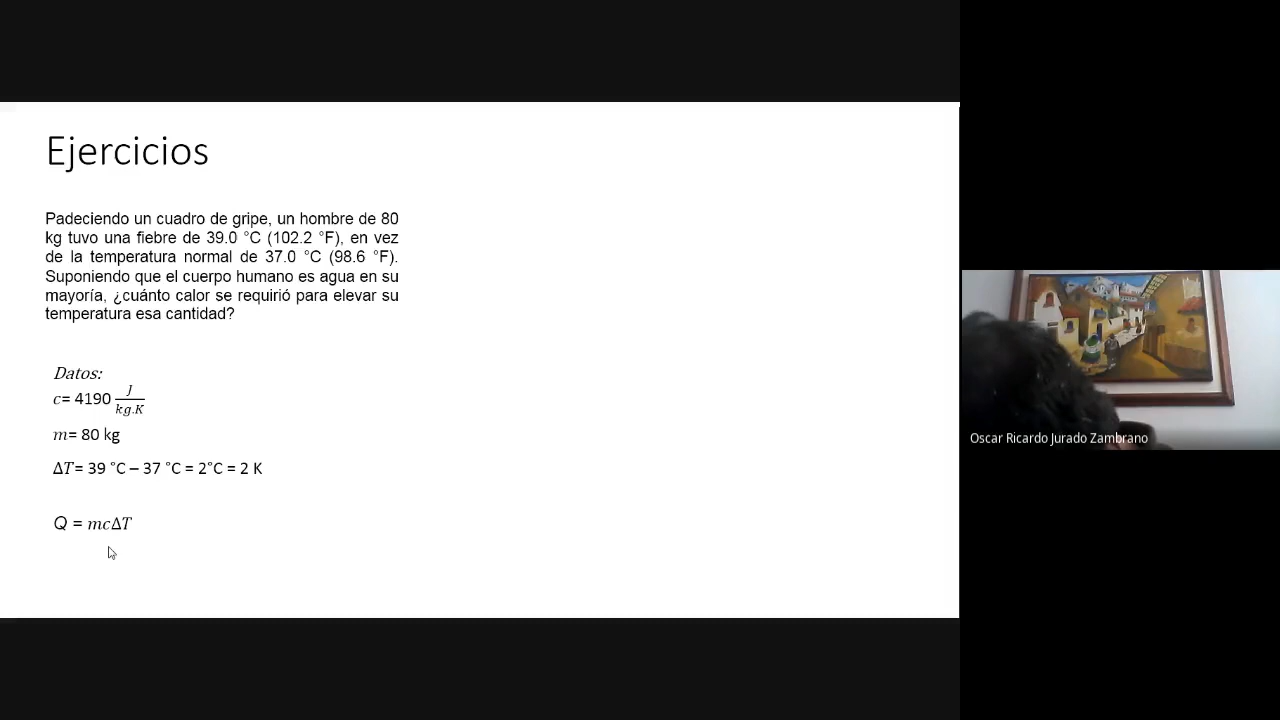 Ejercicios
Padeciendo un cuadro de gripe, un hombre de 80
kg tuvo una fiebre de 39.0 °C (102.2 °F), en vez
de la temperatura normal de 37.0 °C (98.6 °F).
Suponiendo que el cuerpo humano es agua en su
mayoría, ¿cuánto calor se requirió para elevar su
temperatura esa cantidad?
Datos:
c= 4190 J/kg.K
m= 80 kg
ΔT= 39 °C – 37 °C = 2°C = 2 K
Q = mcΔT
Oscar Ricardo Jurado Zambrano